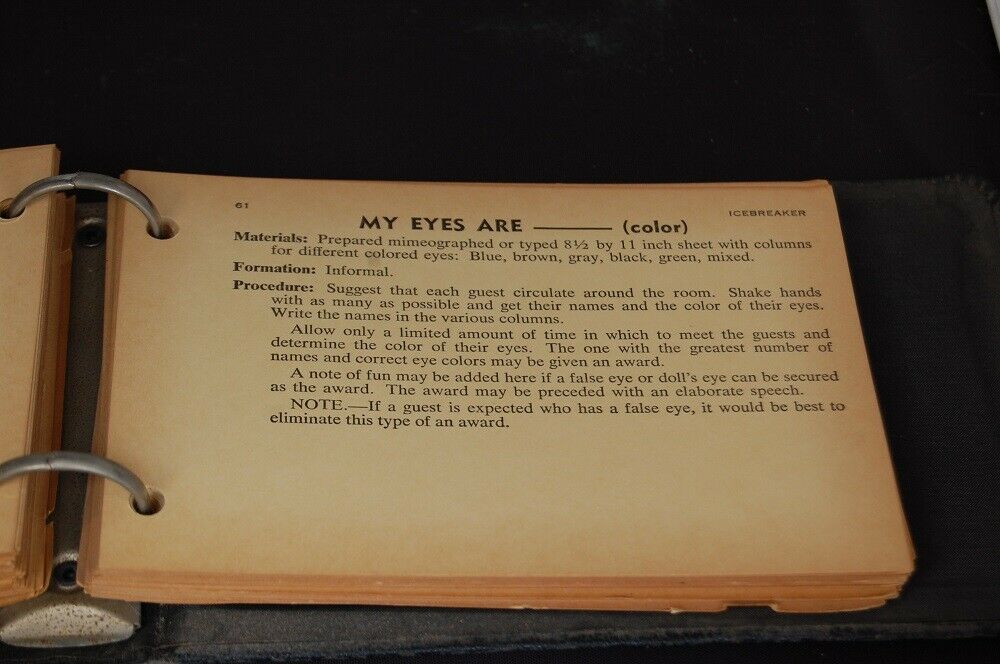 61
ICEBREAKER
MY EYES ARE ______ (color)
Materials: Prepared mimeographed or typed 8½ by 11 inch sheet with columns
for different colored eyes: Blue, brown, gray, black, green, mixed.
Formation: Informal.
Procedure: Suggest that each guest circulate around the room. Shake hands
with as many as possible and get their names and the color of their eyes.
Write the names in the various columns.
Allow only a limited amount of time in which to meet the guests and
determine the color of their eyes. The one with the greatest number of
names and correct eye colors may be given an award.
A note of fun may be added here if a false eye or doll's eye can be secured
as the award. The award may be preceded with an elaborate speech.
NOTE.—If a guest is expected who has a false eye, it would be best to
eliminate this type of an award.